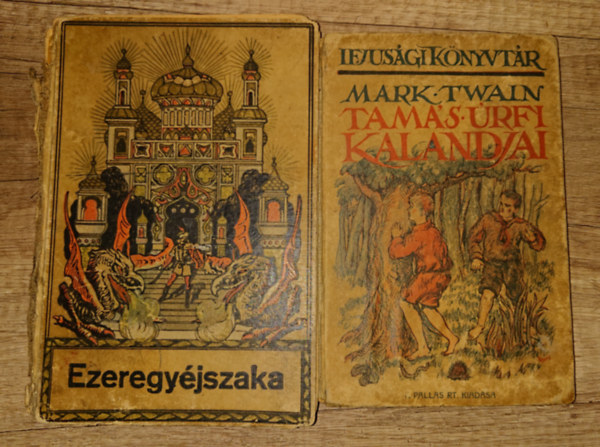 Ezeregyéjszaka
IFJUSÁGI KÖNYVTÁR
MARK·TWAIN
TAMÁS·ÚRFI
KALANDJAI
PALLAS RT. KIADÁSA